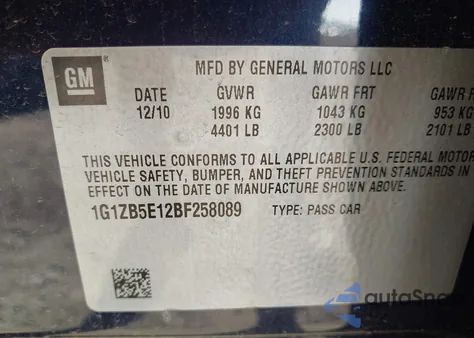 GM
MFD BY GENERAL MOTORS LLC
DATE GVWR GAWR FRT GAWR
12/10 1996 KG 1043 KG 953 KG
4401 LB 2300 LB 2101 LB
THIS VEHICLE CONFORMS TO ALL APPLICABLE U.S. FEDERAL MOTOR
VEHICLE SAFETY, BUMPER, AND THEFT PREVENTION STANDARDS IN
EFFECT ON THE DATE OF MANUFACTURE SHOWN ABOVE.
1G1ZB5E12BF258089 TYPE: PASS CAR